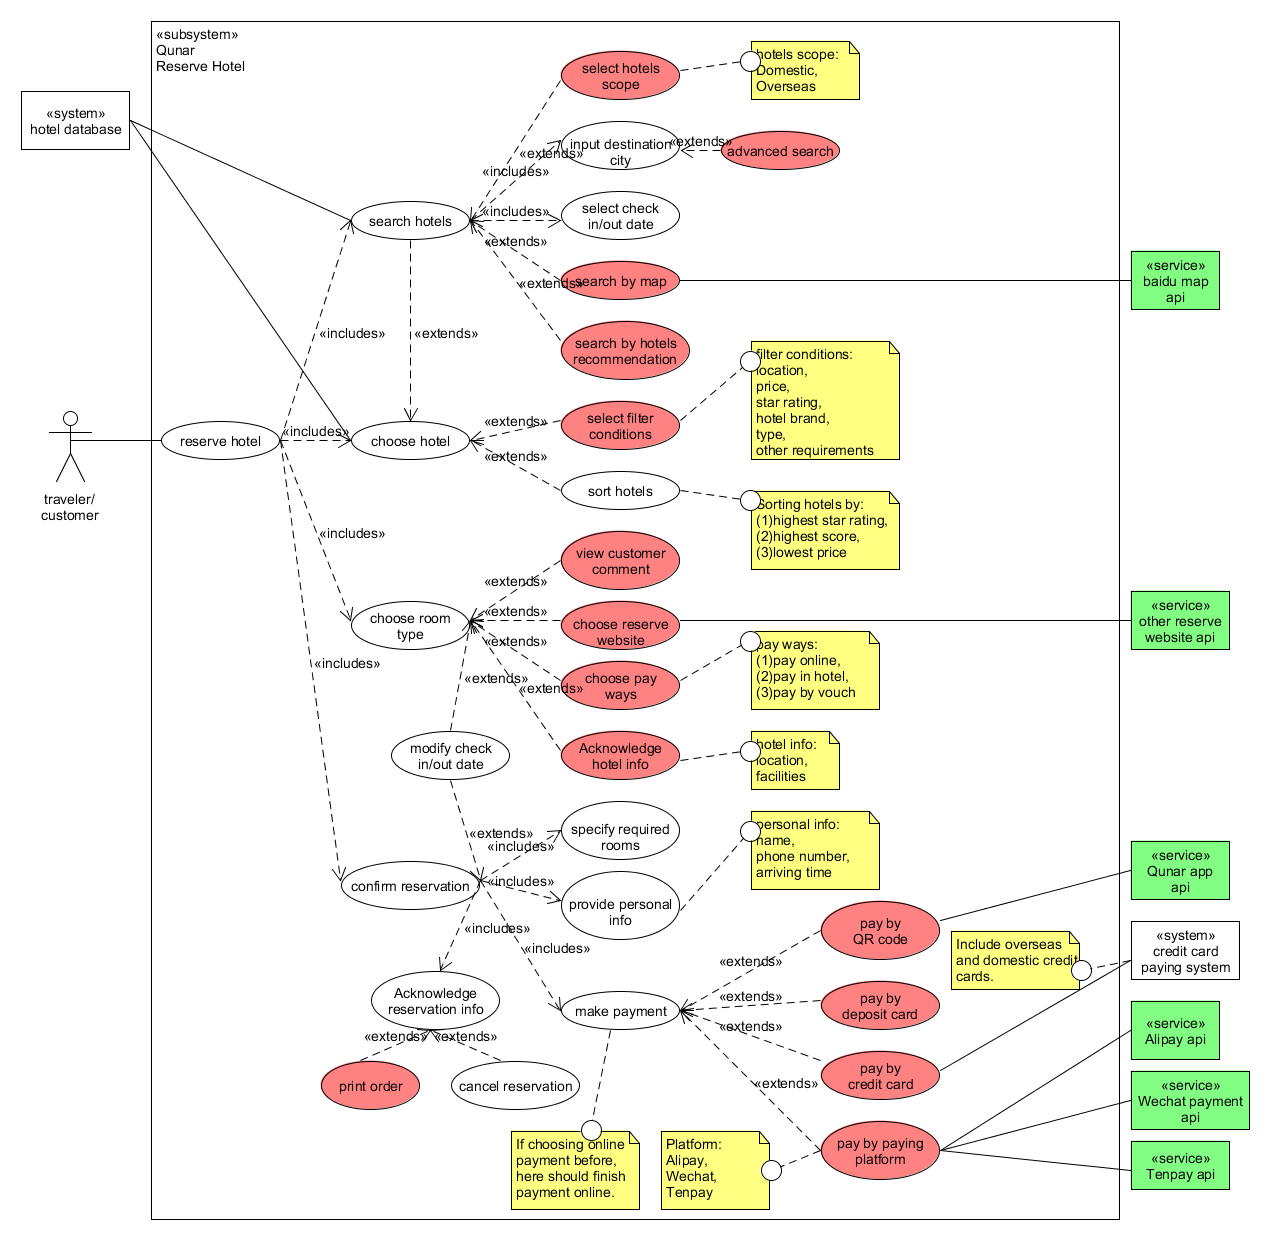 «subsystem»
Qunar
Reserve Hotel
«system»
hotel database
select hotels
scope
hotels scope:
Domestic,
Overseas
input destination
city
«extends»
advanced search
«extends»
«includes»
search hotels
«includes»
select check
in/out date
«extends»
«extends»
search by map
«service»
baidu map
api
«includes»
«extends»
search by hotels
recommendation
filter conditions:
location,
price,
star rating,
hotel brand,
type,
other requirements
traveler/
customer
reserve hotel
«includes»
choose hotel
«extends»
select filter
conditions
«extends»
sort hotels
Sorting hotels by:
(1)highest star rating,
(2)highest score,
(3)lowest price
«includes»
view customer
comment
«extends»
choose room
type
«extends»
choose reserve
website
«service»
other reserve
website api
«includes»
«extends»
choose pay
ways
pay ways:
(1)pay online,
(2)pay in hotel,
(3)pay by vouch
«extends»
«extends»
modify check
in/out date
Acknowledge
hotel info
hotel info:
location,
facilities
«extends»
«includes»
specify required
rooms
personal info:
name,
phone number,
arriving time
confirm reservation
«includes»
provide personal
info
«service»
Qunar app
api
«includes»
«includes»
pay by
QR code
Include overseas
and domestic credit
cards.
«system»
credit card
paying system
Acknowledge
reservation info
make payment
«extends»
«extends»
pay by
deposit card
«extends»
«extends»
«extends»
pay by
credit card
«service»
Alipay api
print order
cancel reservation
«extends»
«service»
Wechat payment
api
If choosing online
payment before,
here should finish
payment online.
Platform:
Alipay,
Wechat,
Tenpay
pay by paying
platform
«service»
Tenpay api